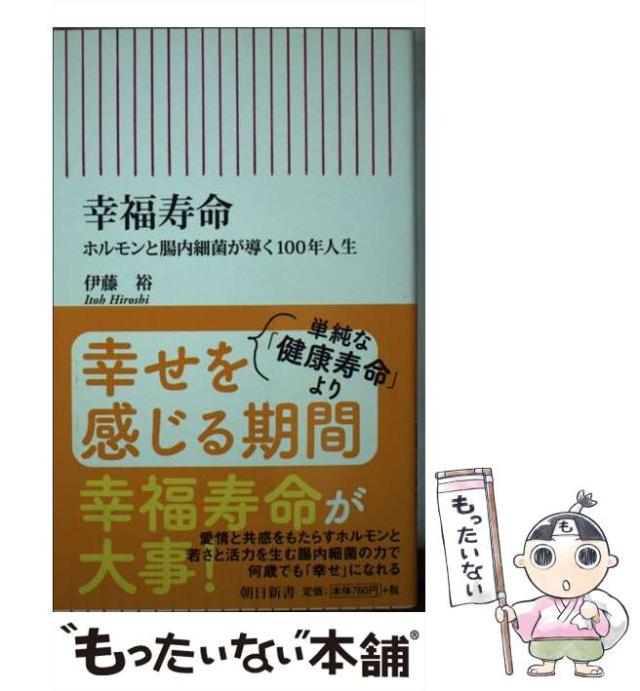 幸福寿命
ホルモンと腸内細菌が導く100年人生
伊藤 裕
Itoh Hiroshi
単純な
「健康寿命」
より
幸せを
感じる期間
幸福寿命が
大事!
愛情と共感をもたらすホルモンと
若さと活力を生む腸内細菌の力で
何歳でも「幸せ」になれる
朝日新書 定価:本体760円+税
も
もったいない
"もったいない"本舗®